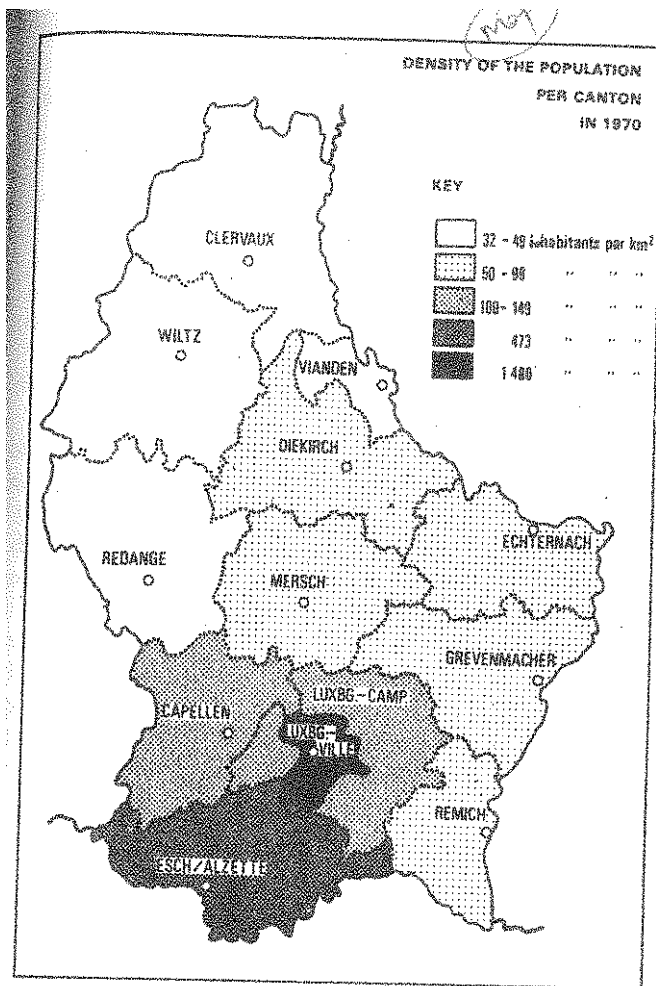 DENSITY OF THE POPULATION
PER CANTON
IN 1970
KEY
32 - 49 inhabitants per km²
50 - 99 " " "
100 - 149 " " "
473 " " "
1 480 " " "
CLERVAUX
WILTZ
VIANDEN
DIEKIRCH
ECHTERNACH
REDANGE
MERSCH
GREVENMACHER
LUXBG-CAMP
CAPELLEN
LUXBG-
VILLE
REMICH
ESCH/ALZETTE